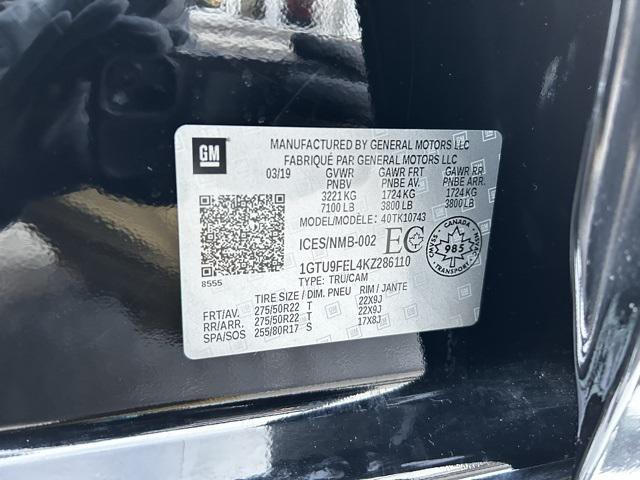 GM
MANUFACTURED BY GENERAL MOTORS LLC
FABRIQUÉ PAR GENERAL MOTORS LLC
03/19 GVWR GAWR FRT GAWR RR
PNBV PNBE AV. PNBE ARR.
3221 KG 1724 KG 1724 KG
7100 LB 3800 LB 3800 LB
MODEL/MODÈLE: 40TK10743
ICES/NMB-002 EC
CANADA
985
CMVSS NSVAC
1GTU9FEL4KZ286110
8555
TYPE: TRU/CAM
TIRE SIZE / DIM. PNEU RIM / JANTE
FRT/AV. 275/50R22 T 22X9J
RR/ARR. 275/50R22 T 22X9J
SPA/SOS 255/80R17 S 17X8J